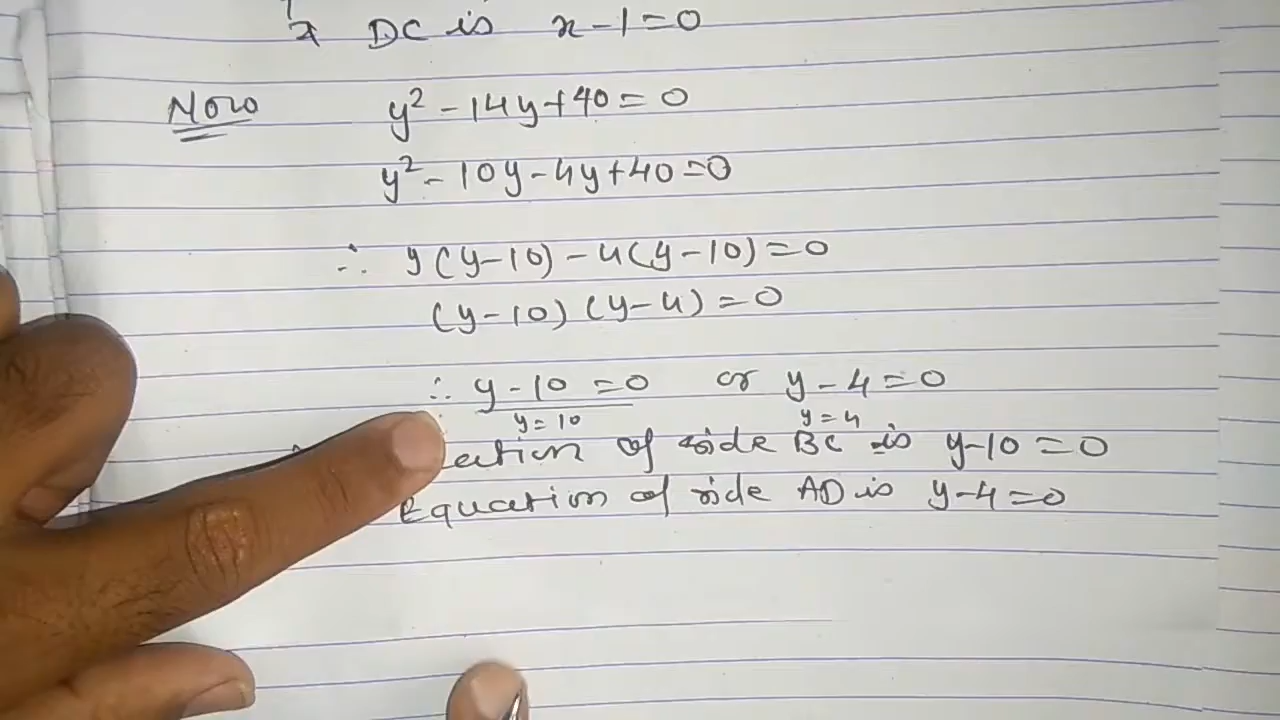 DC is x-1=0
Now y²-14y+40=0
y²-10y-4y+40=0
∴ y(y-10)-4(y-10)=0
(y-10)(y-4)=0
∴ y-10=0 or y-4=0
y=10 y=4
of side BC is y-10=0
Equation of side AD is y-4=0